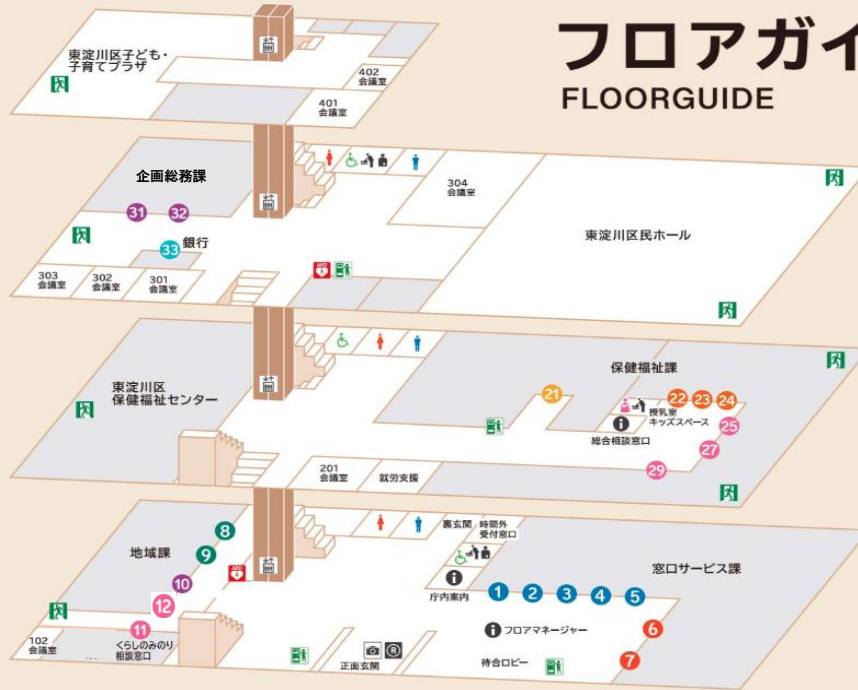 フロアガイ
FLOORGUIDE
東淀川区子ども・
子育てプラザ
402
会議室
401
会議室
企画総務課
31
32
33
銀行
303
会議室
302
会議室
301
会議室
AED
304
会議室
東淀川区民ホール
東淀川区
保健福祉センター
201
会議室
就労支援
保健福祉課
21
22
23
24
授乳室
キッズスペース
総合相談窓口
25
27
29
地域課
8
9
10
12
11
くらしのみのり
相談窓口
102
会議室
AED
裏玄関
時間外
受付窓口
庁内案内
窓口サービス課
1
2
3
4
5
6
7
フロアマネージャー
待合ロビー
正面玄関
R